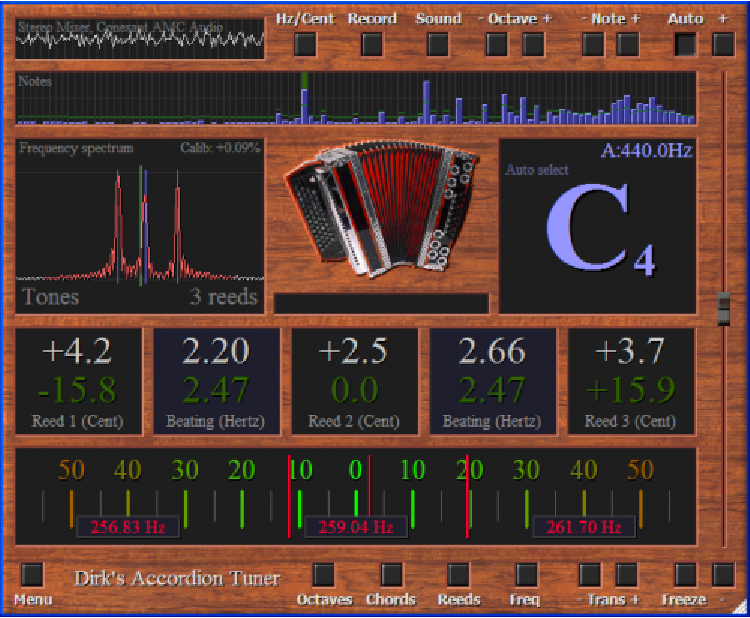 Stereo Mixer, Conexant AMC Audio
Hz/Cent Record Sound - Octave + - Note + Auto +
Notes
Frequency spectrum Calib: +0.09%
Tones 3 reeds
A:440.0Hz
Auto select
C4
+4.2 2.20 +2.5 2.66 +3.7
-15.8 2.47 0.0 2.47 +15.9
Reed 1 (Cent) Beating (Hertz) Reed 2 (Cent) Beating (Hertz) Reed 3 (Cent)
50 40 30 20 10 0 10 20 30 40 50
256.83 Hz 259.04 Hz 261.70 Hz
Dirk's Accordion Tuner
Menu Octaves Chords Reeds Freq - Trans + Freeze -